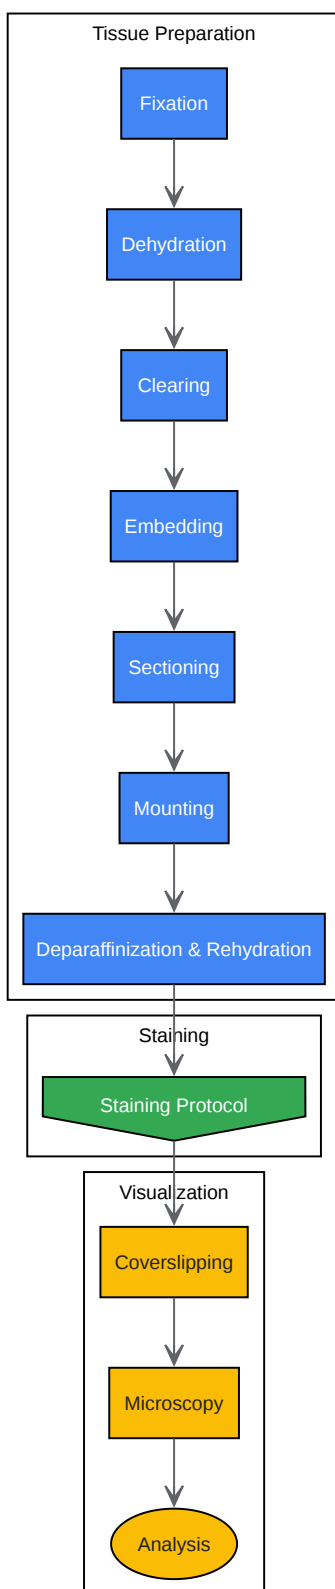 Tissue Preparation
Fixation
Dehydration
Clearing
Embedding
Sectioning
Mounting
Deparaffinization & Rehydration
Staining
Staining Protocol
Visualization
Coverslipping
Microscopy
Analysis